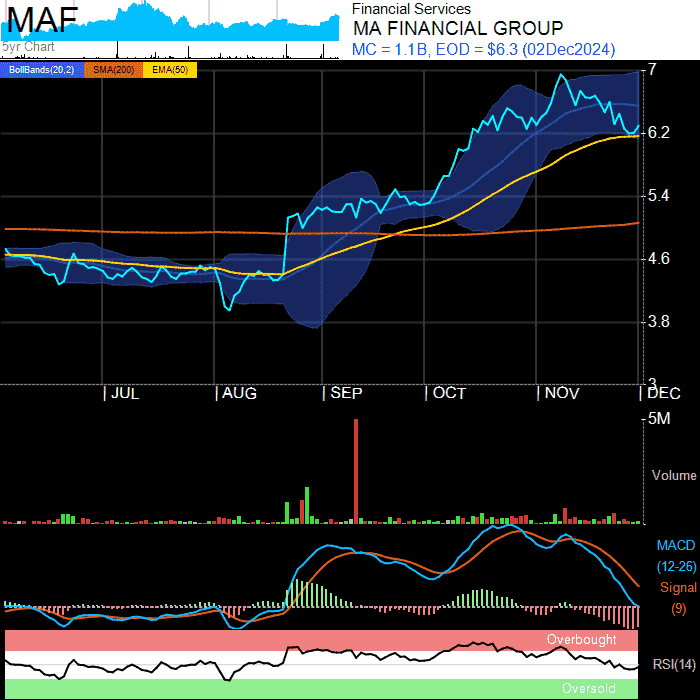 MAF
5yr Chart
Financial Services
MA FINANCIAL GROUP
MC = 1.1B, EOD = $6.3 (02Dec2024)
BollBands(20,2) SMA(200) EMA(50)
7
6.2
5.4
4.6
3.8
3
JUL AUG SEP OCT NOV DEC
5M
Volume
MACD
(12-26)
Signal
(9)
Overbought
RSI(14)
Oversold